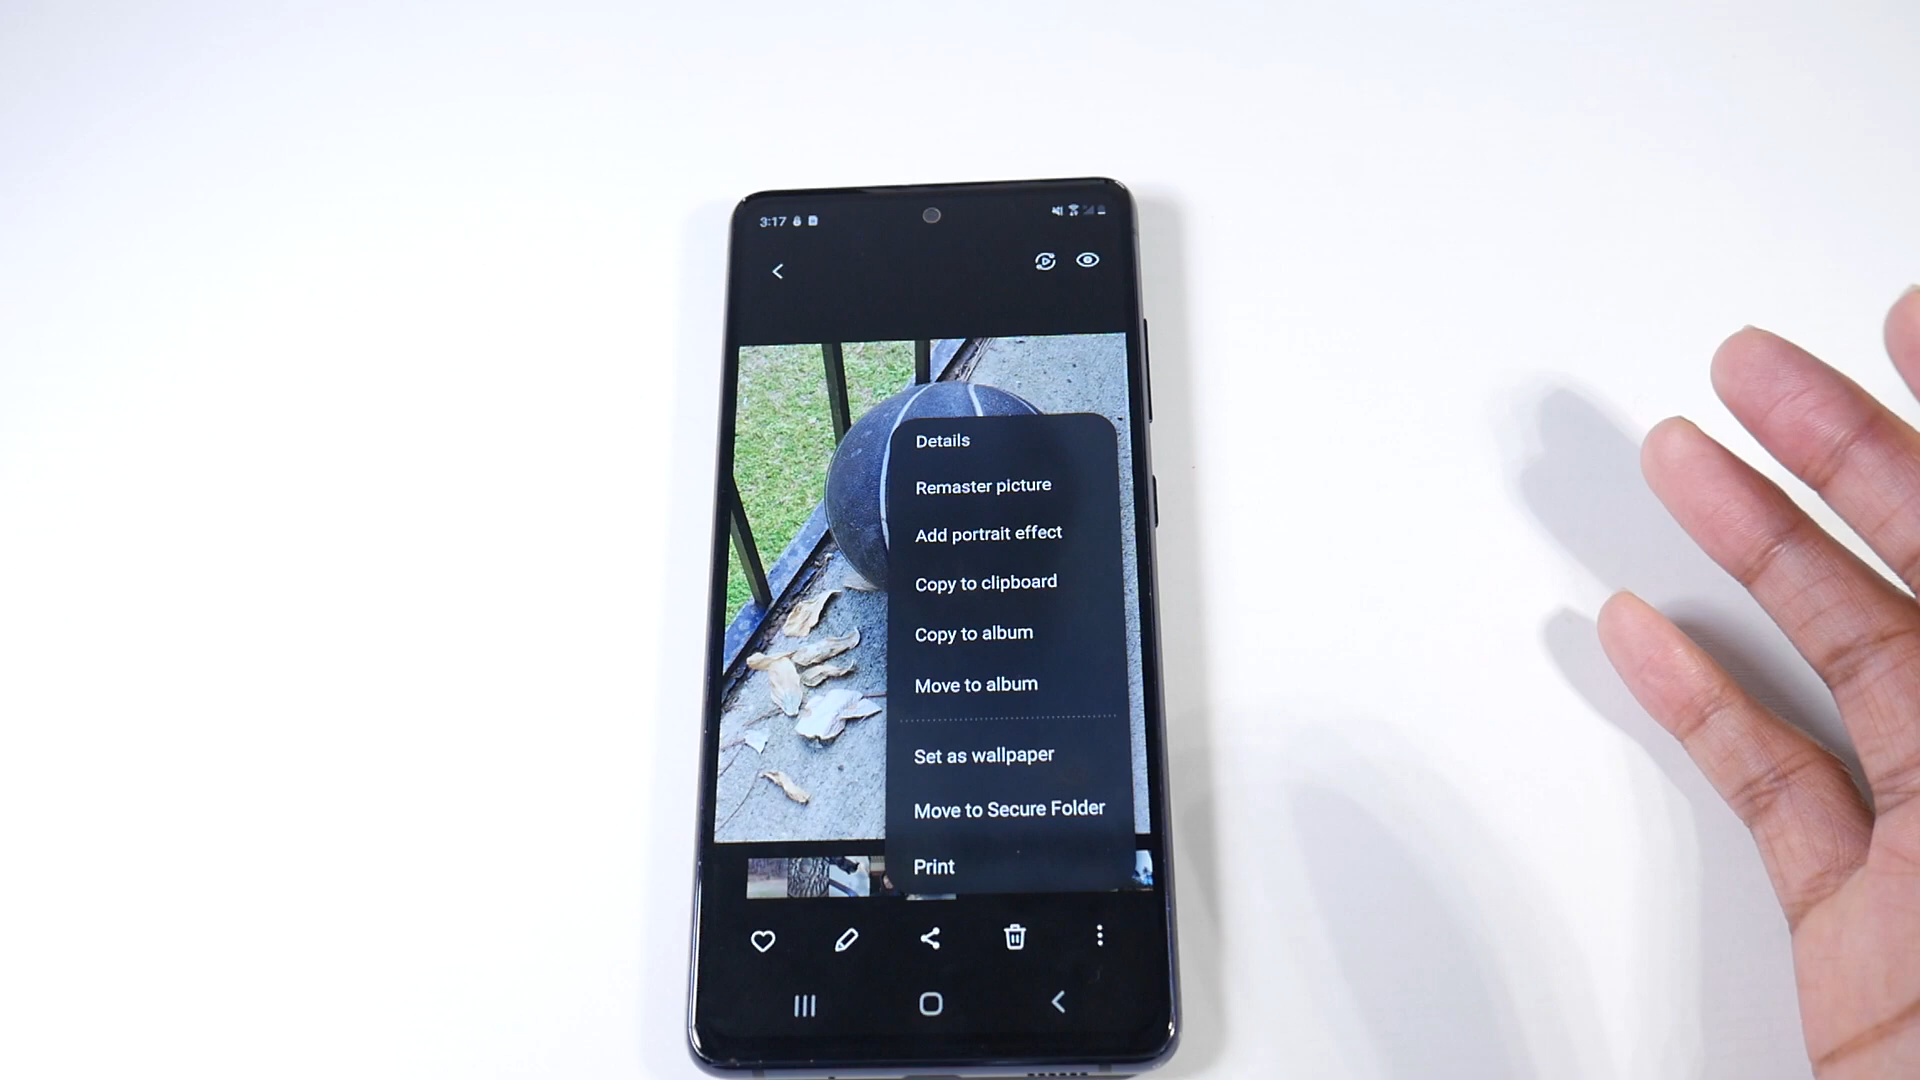 3:17
Details
Remaster picture
Add portrait effect
Copy to clipboard
Copy to album
Move to album
Set as wallpaper
Move to Secure Folder
Print